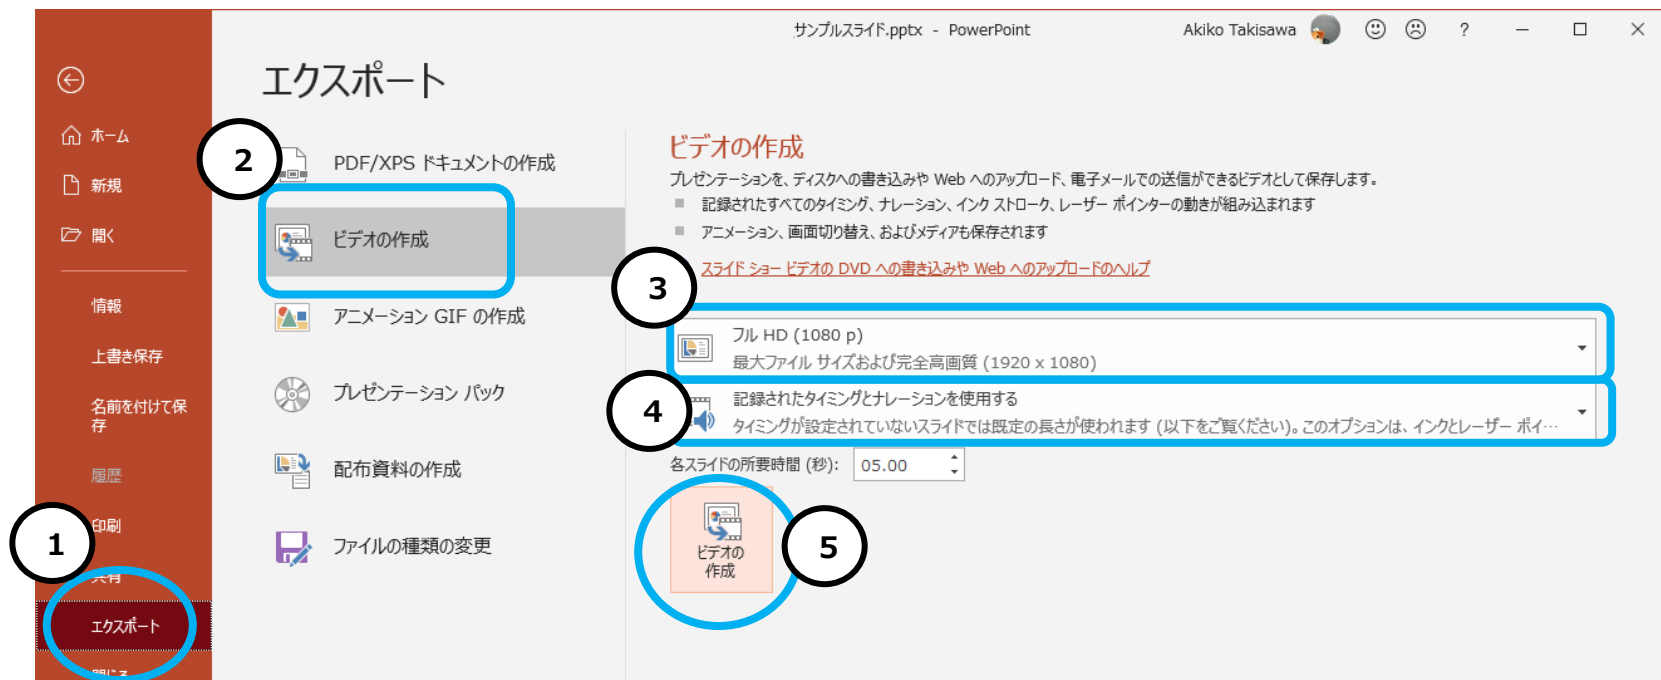 サンプルスライド.pptx - PowerPoint
Akiko Takisawa
?
エクスポート
ホーム
新規
開く
情報
上書き保存
名前を付けて保
存
履歴
印刷
共有
エクスポート
閉じる
1
2
PDF/XPS ドキュメントの作成
ビデオの作成
アニメーション GIF の作成
プレゼンテーション パック
配布資料の作成
ファイルの種類の変更
ビデオの作成
プレゼンテーションを、ディスクへの書き込みや Web へのアップロード、電子メールでの送信ができるビデオとして保存します。
記録されたすべてのタイミング、ナレーション、インク ストローク、レーザー ポインターの動きが組み込まれます
アニメーション、画面切り替え、およびメディアも保存されます
スライド ショー ビデオの DVD への書き込みや Web へのアップロードのヘルプ
3
フル HD (1080 p)
最大ファイル サイズおよび完全高画質 (1920 x 1080)
4
記録されたタイミングとナレーションを使用する
タイミングが設定されていないスライドでは既定の長さが使われます (以下をご覧ください)。このオプションは、インクとレーザー ポイ…
各スライドの所要時間 (秒): 05.00
ビデオの
作成
5